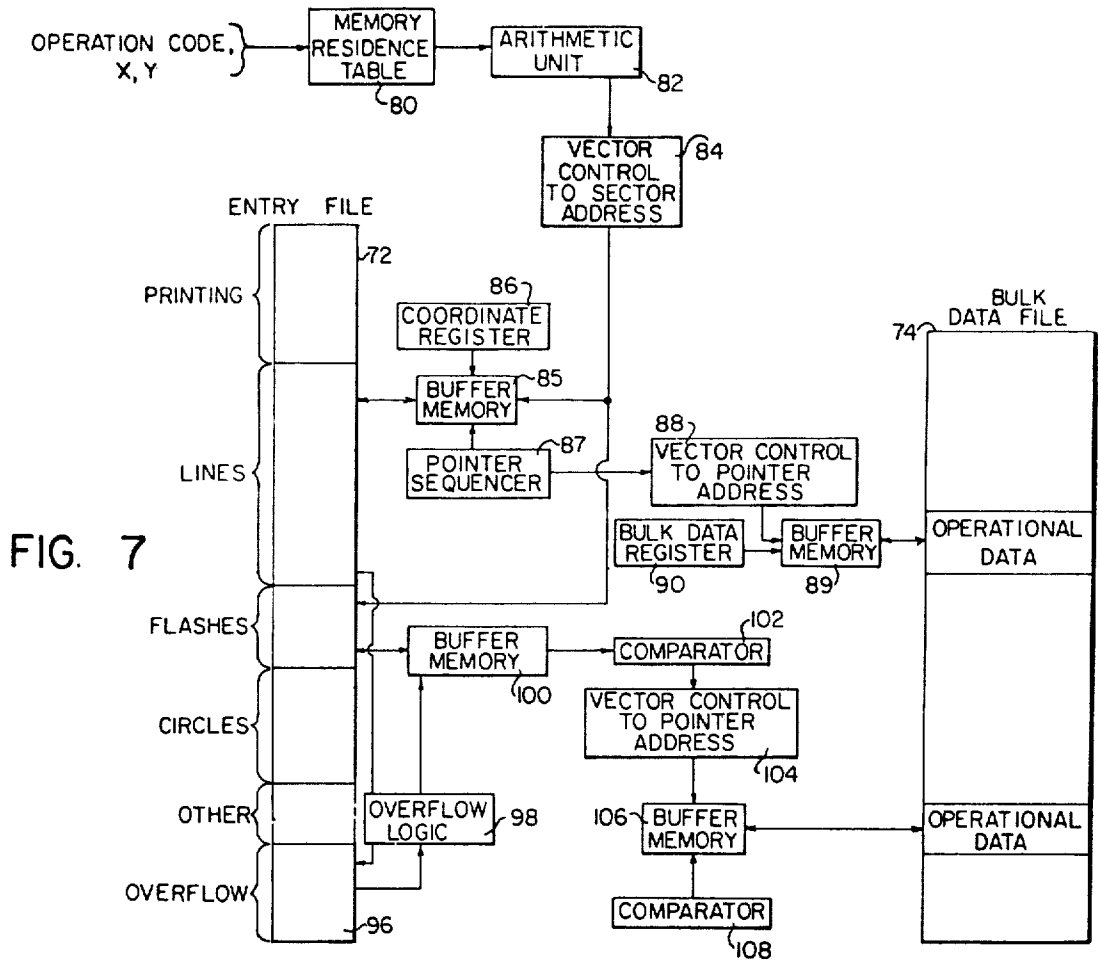 OPERATION CODE,
X, Y
MEMORY
RESIDENCE
TABLE
80
ARITHMETIC
UNIT
82
VECTOR
CONTROL
TO SECTOR
ADDRESS
84
ENTRY FILE
72
PRINTING
LINES
FLASHES
CIRCLES
OTHER
OVERFLOW
96
86
COORDINATE
REGISTER
BUFFER
MEMORY
85
POINTER
SEQUENCER
87
88
VECTOR CONTROL
TO POINTER
ADDRESS
BULK DATA
REGISTER
90
BUFFER
MEMORY
89
BULK
DATA FILE
74
OPERATIONAL
DATA
FIG. 7
BUFFER
MEMORY
100
102
COMPARATOR
VECTOR CONTROL
TO POINTER
ADDRESS
104
OVERFLOW
LOGIC
98
106
BUFFER
MEMORY
OPERATIONAL
DATA
COMPARATOR
108